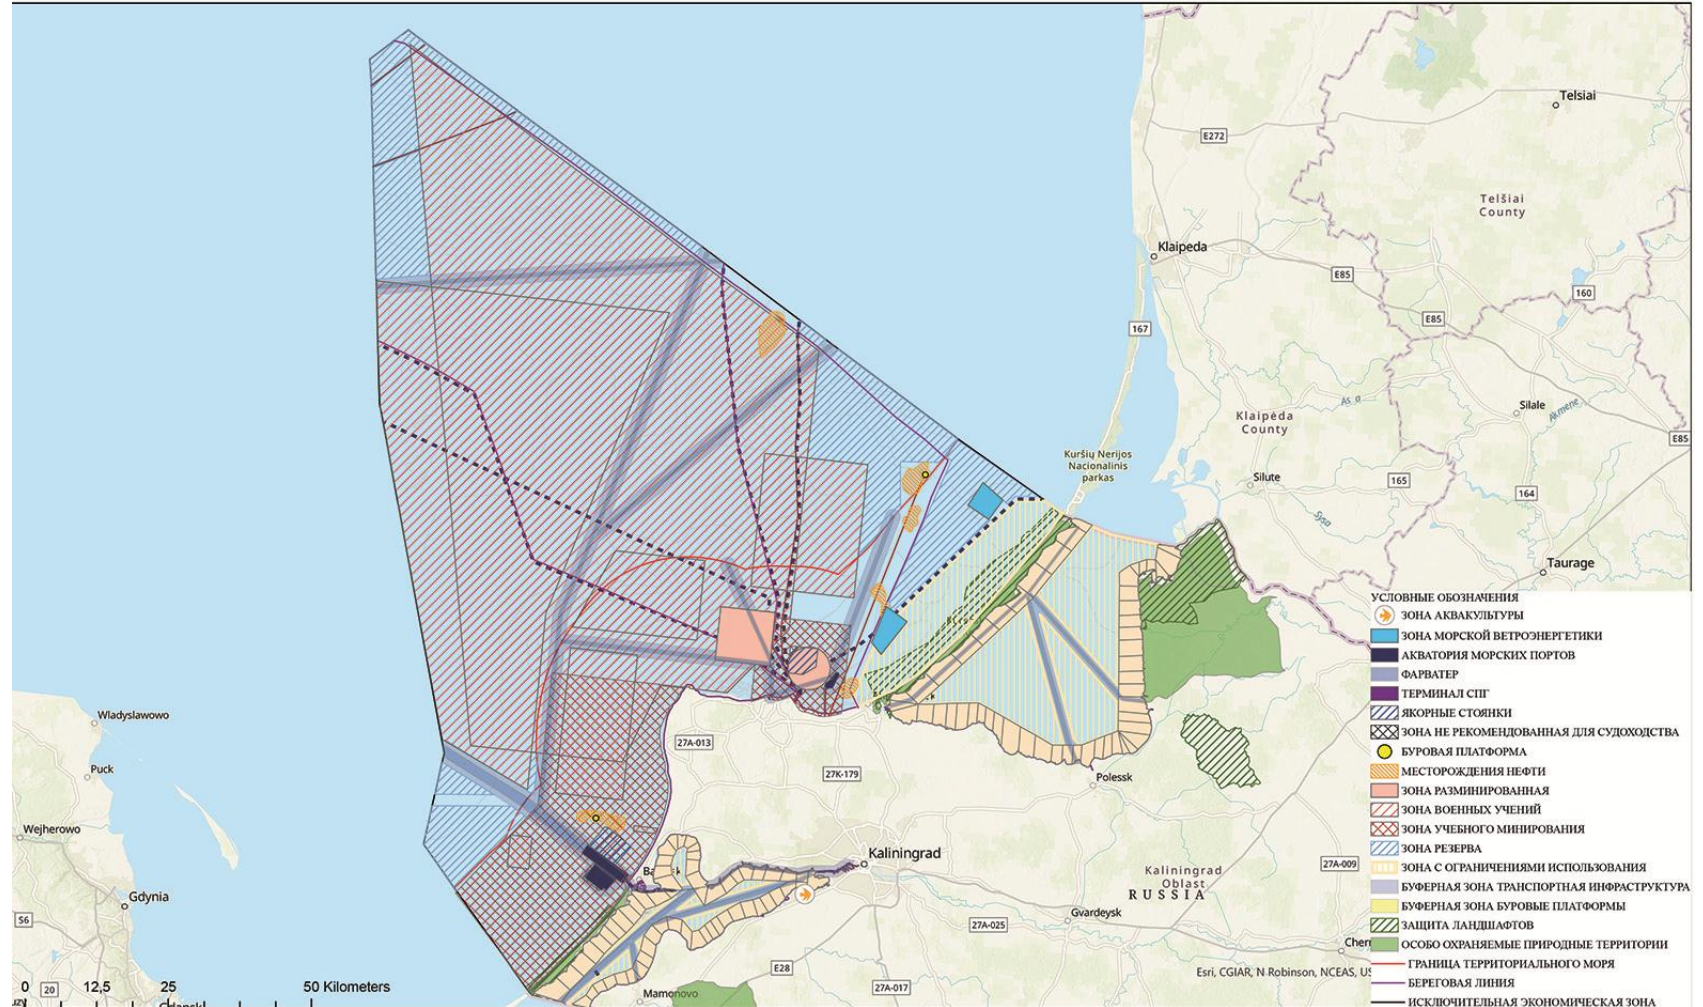 Telsiai
E272
Telšiai
County
Klaipeda
E85
160
E85
167
Silale
Akmene
Klaipėda
County
E85
Kuršių Nerijos
Nacionalinis
parkas
Silute
165
164
Sysa
Taurage
УСЛОВНЫЕ ОБОЗНАЧЕНИЯ
ЗОНА АКВАКУЛЬТУРЫ
ЗОНА МОРСКОЙ ВЕТРОЭНЕРГЕТИКИ
АКВАТОРИЯ МОРСКИХ ПОРТОВ
ФАРВАТЕР
ТЕРМИНАЛ СПГ
ЯКОРНЫЕ СТОЯНКИ
ЗОНА НЕ РЕКОМЕНДОВАННАЯ ДЛЯ СУДОХОДСТВА
БУРОВАЯ ПЛАТФОРМА
МЕСТОРОЖДЕНИЯ НЕФТИ
ЗОНА РАЗМИНИРОВАННАЯ
ЗОНА ВОЕННЫХ УЧЕНИЙ
ЗОНА УЧЕБНОГО МИНИРОВАНИЯ
ЗОНА РЕЗЕРВА
ЗОНА С ОГРАНИЧЕНИЯМИ ИСПОЛЬЗОВАНИЯ
БУФЕРНАЯ ЗОНА ТРАНСПОРТНАЯ ИНФРАСТРУКТУРА
БУФЕРНАЯ ЗОНА БУРОВЫЕ ПЛАТФОРМЫ
ЗАЩИТА ЛАНДШАФТОВ
ОСОБО ОХРАНЯЕМЫЕ ПРИРОДНЫЕ ТЕРРИТОРИИ
ГРАНИЦА ТЕРРИТОРИАЛЬНОГО МОРЯ
БЕРЕГОВАЯ ЛИНИЯ
ИСКЛЮЧИТЕЛЬНАЯ ЭКОНОМИЧЕСКАЯ ЗОНА
Wladyslawowo
27A-013
Puck
27K-179
Polessk
Wejherowo
Kaliningrad
27A-009
Kaliningrad
Oblast
RUSSIA
Gdynia
S6
Gvardeysk
27A-025
E28
Esri, CGIAR, N Robinson, NCEAS, US
27A-017
Mamonovo
0 12,5 25 50 Kilometers
20